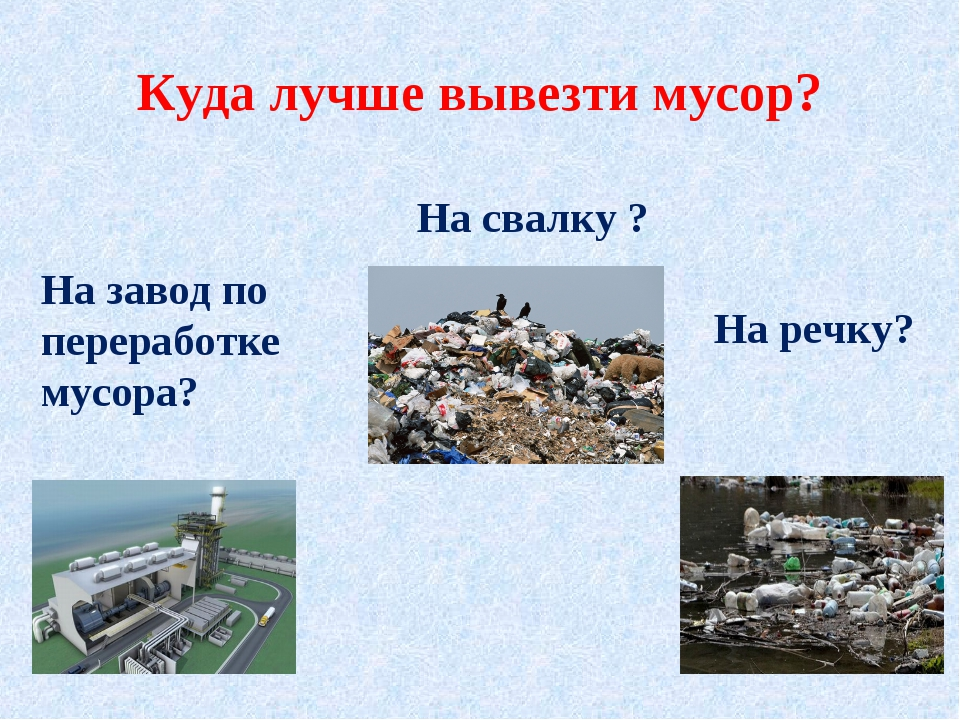 Куда лучше вывезти мусор?
На свалку ?
На завод по
переработке
мусора?
На речку?